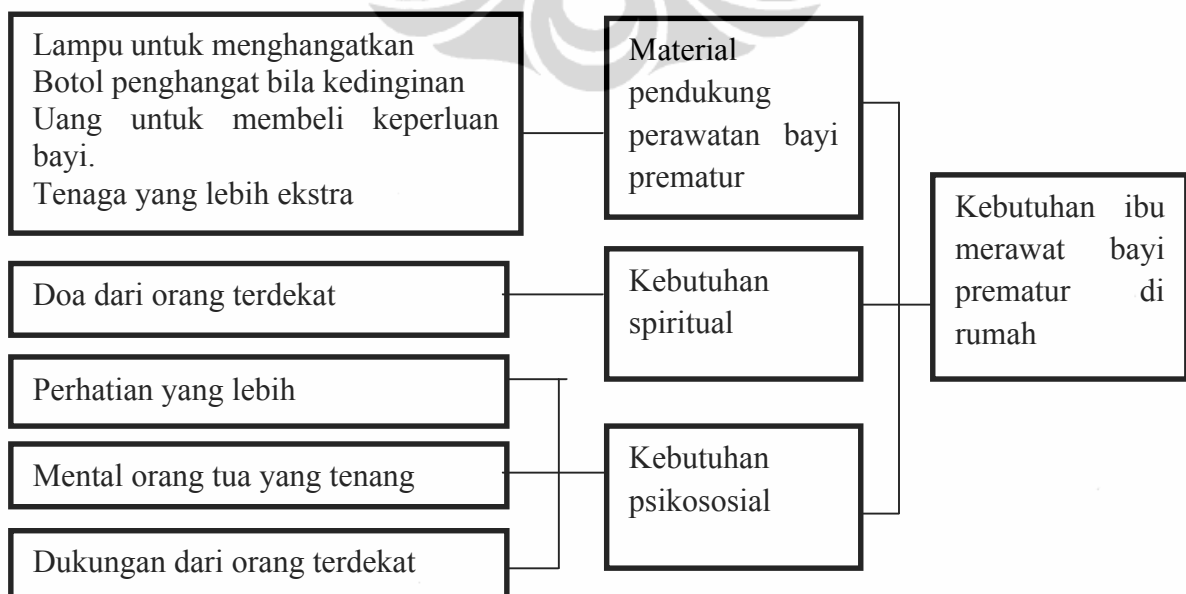 Lampu untuk menghangatkan
Botol penghangat bila kedinginan
Uang untuk membeli keperluan
bayi.
Tenaga yang lebih ekstra
Material
pendukung
perawatan bayi
prematur
Kebutuhan ibu
merawat bayi
prematur di
rumah
Doa dari orang terdekat
Kebutuhan
spiritual
Perhatian yang lebih
Mental orang tua yang tenang
Dukungan dari orang terdekat
Kebutuhan
psikososial